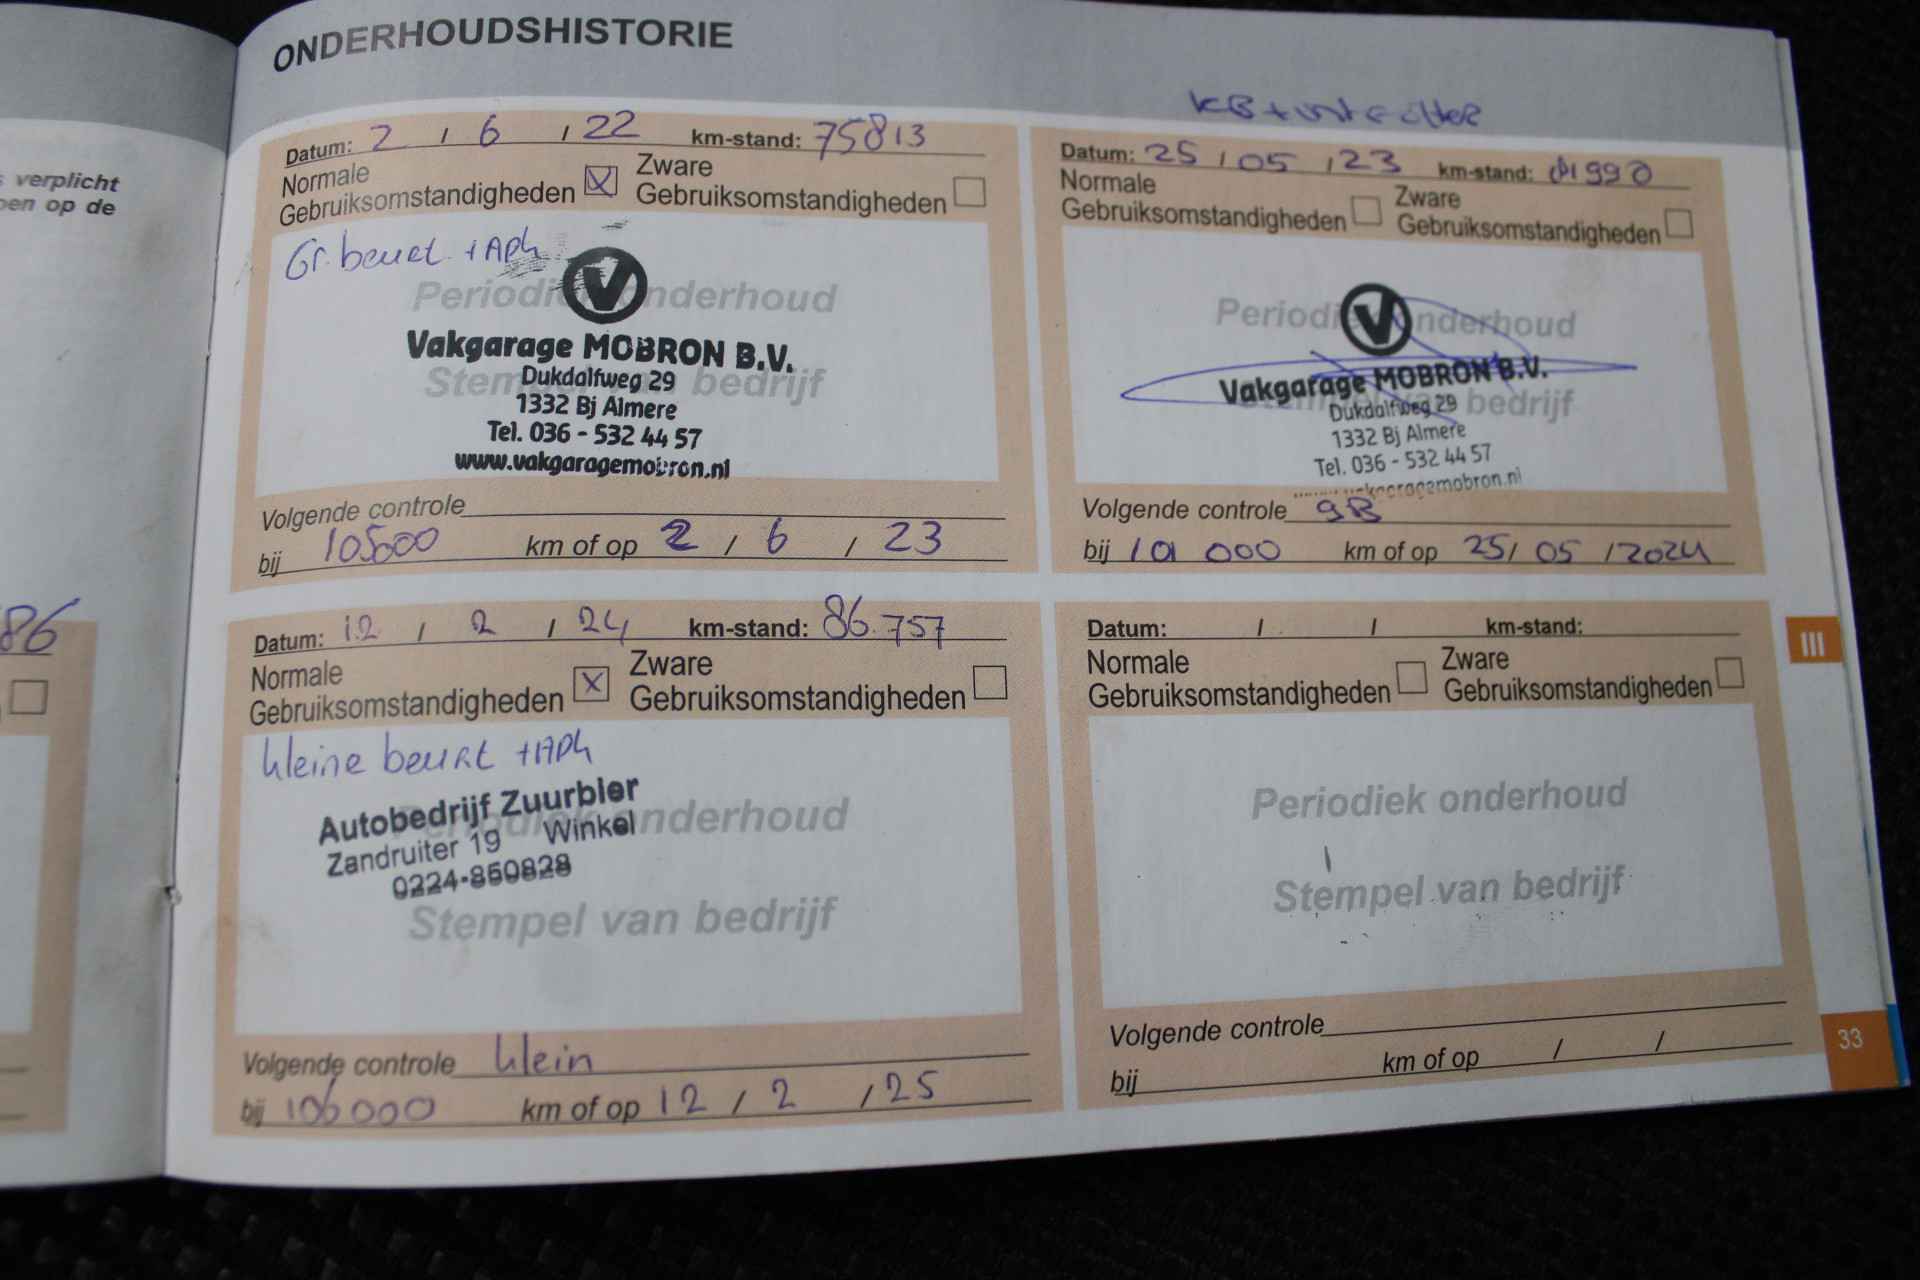 ONDERHOUDSHISTORIE
verplicht
op de
86
Datum: 2 / 6 / 22 km-stand: 75813
Normale
Gebruiksomstandigheden
Zware
Gebruiksomstandigheden
Gr. beurt + APk
Periodiek onderhoud
Vakgarage MOBRON B.V.
Stempel van bedrijf
Dukdalfweg 29
1332 Bj Almere
Tel. 036 - 532 44 57
www.vakgaragemobron.nl
Volgende controle
bij 105000 km of op 2 / 6 / 23
KB +
Datum: 25 / 05 / 23 km-stand: 81990
Normale
Gebruiksomstandigheden
Zware
Gebruiksomstandigheden
Periodiek onderhoud
Vakgarage MOBRON B.V.
Stempel van bedrijf
Dukdalfweg 29
1332 Bj Almere
Tel. 036 - 532 44 57
www.vakgaragemobron.nl
Volgende controle gB
bij 101 000 km of op 25 / 05 / 2024
Datum: 12 / 2 / 24 km-stand: 86.757
Normale
Gebruiksomstandigheden
Zware
Gebruiksomstandigheden
kleine beurt + APk
Autobedrijf Zuurbier
Periodiek onderhoud
Zandruiter 19 Winkel
0224-850828
Stempel van bedrijf
Volgende controle klein
bij 106000 km of op 12 / 2 / 25
Datum: / / km-stand:
Normale
Gebruiksomstandigheden
Zware
Gebruiksomstandigheden
Periodiek onderhoud
Stempel van bedrijf
Volgende controle
bij km of op / /
III
33